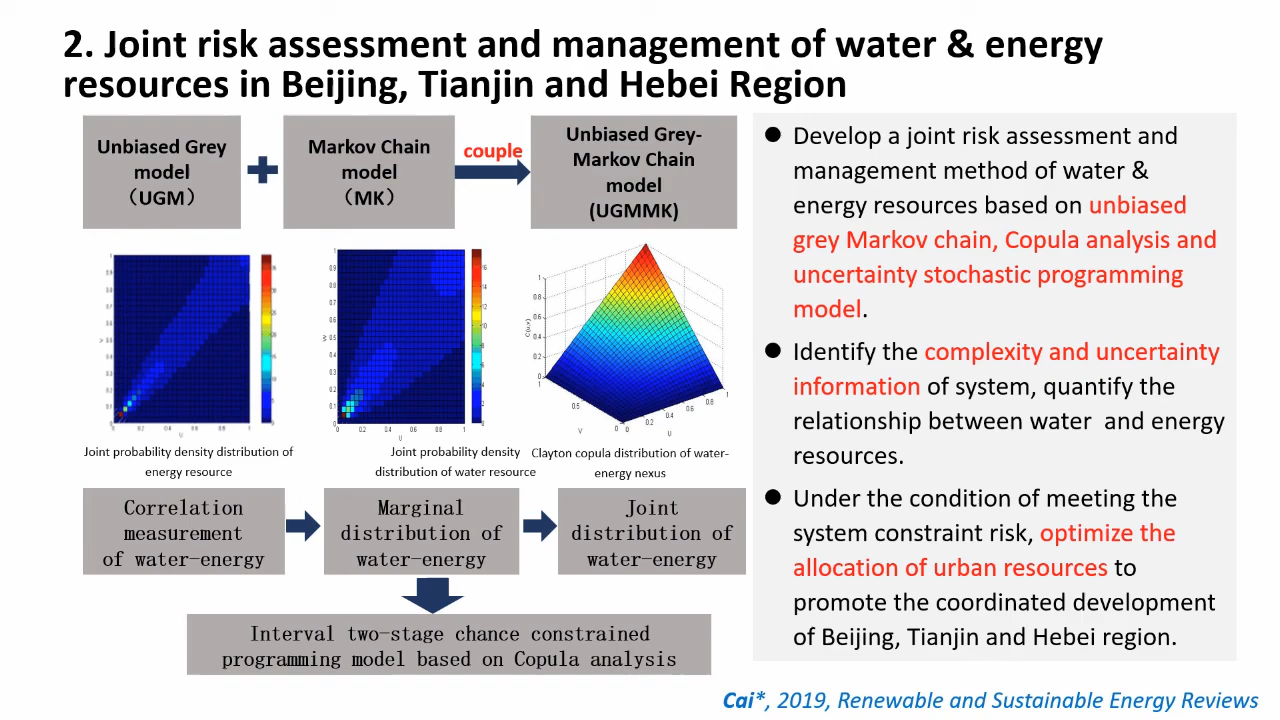 2. Joint risk assessment and management of water & energy
resources in Beijing, Tianjin and Hebei Region
Unbiased Grey
model
（UGM）
Markov Chain
model
（MK）
couple
Unbiased Grey-
Markov Chain
model
(UGMMK)
Joint probability density distribution of
energy resource
Joint probability density
distribution of water resource
Clayton copula distribution of water-
energy nexus
Correlation
measurement
of water-energy
Marginal
distribution of
water-energy
Joint
distribution of
water-energy
Interval two-stage chance constrained
programming model based on Copula analysis
● Develop a joint risk assessment and
management method of water &
energy resources based on unbiased
grey Markov chain, Copula analysis and
uncertainty stochastic programming
model.
● Identify the complexity and uncertainty
information of system, quantify the
relationship between water and energy
resources.
● Under the condition of meeting the
system constraint risk, optimize the
allocation of urban resources to
promote the coordinated development
of Beijing, Tianjin and Hebei region.
Cai*, 2019, Renewable and Sustainable Energy Reviews